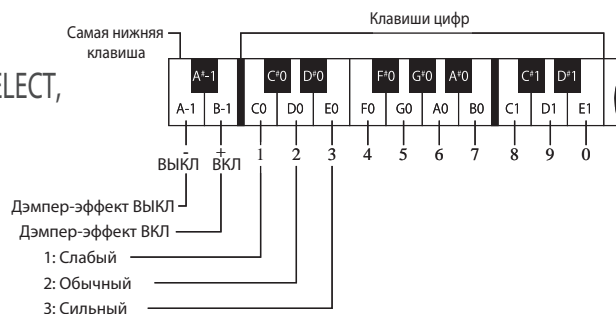 Клавиши цифр
Самая нижняя
клавиша
ELECT,
A#-1 C#0 D#0 F#0 G#0 A#0 C#1 D#1
A-1 B-1 C0 D0 E0 F0 G0 A0 B0 C1 D1 E1
- + 1 2 3 4 5 6 7 8 9 0
ВЫКЛ ВКЛ
Дэмпер-эффект ВЫКЛ
Дэмпер-эффект ВКЛ
1: Слабый
2: Обычный
3: Сильный